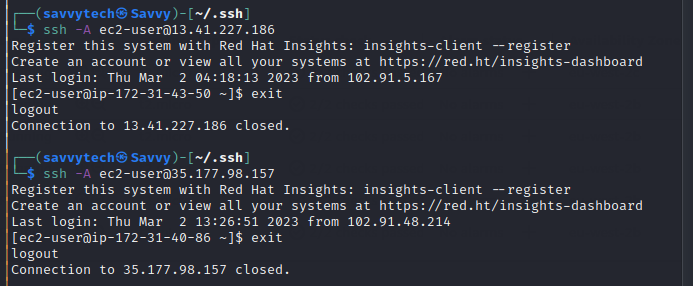 ┌──(savvytech㉿Savvy)-[~/.ssh]
└─$ ssh -A ec2-user@13.41.227.186
Register this system with Red Hat Insights: insights-client --register
Create an account or view all your systems at https://red.ht/insights-dashboard
Last login: Thu Mar  2 04:18:13 2023 from 102.91.5.167
[ec2-user@ip-172-31-43-50 ~]$ exit
logout
Connection to 13.41.227.186 closed.
┌──(savvytech㉿Savvy)-[~/.ssh]
└─$ ssh -A ec2-user@35.177.98.157
Register this system with Red Hat Insights: insights-client --register
Create an account or view all your systems at https://red.ht/insights-dashboard
Last login: Thu Mar  2 13:26:51 2023 from 102.91.48.214
[ec2-user@ip-172-31-40-86 ~]$ exit
logout
Connection to 35.177.98.157 closed.